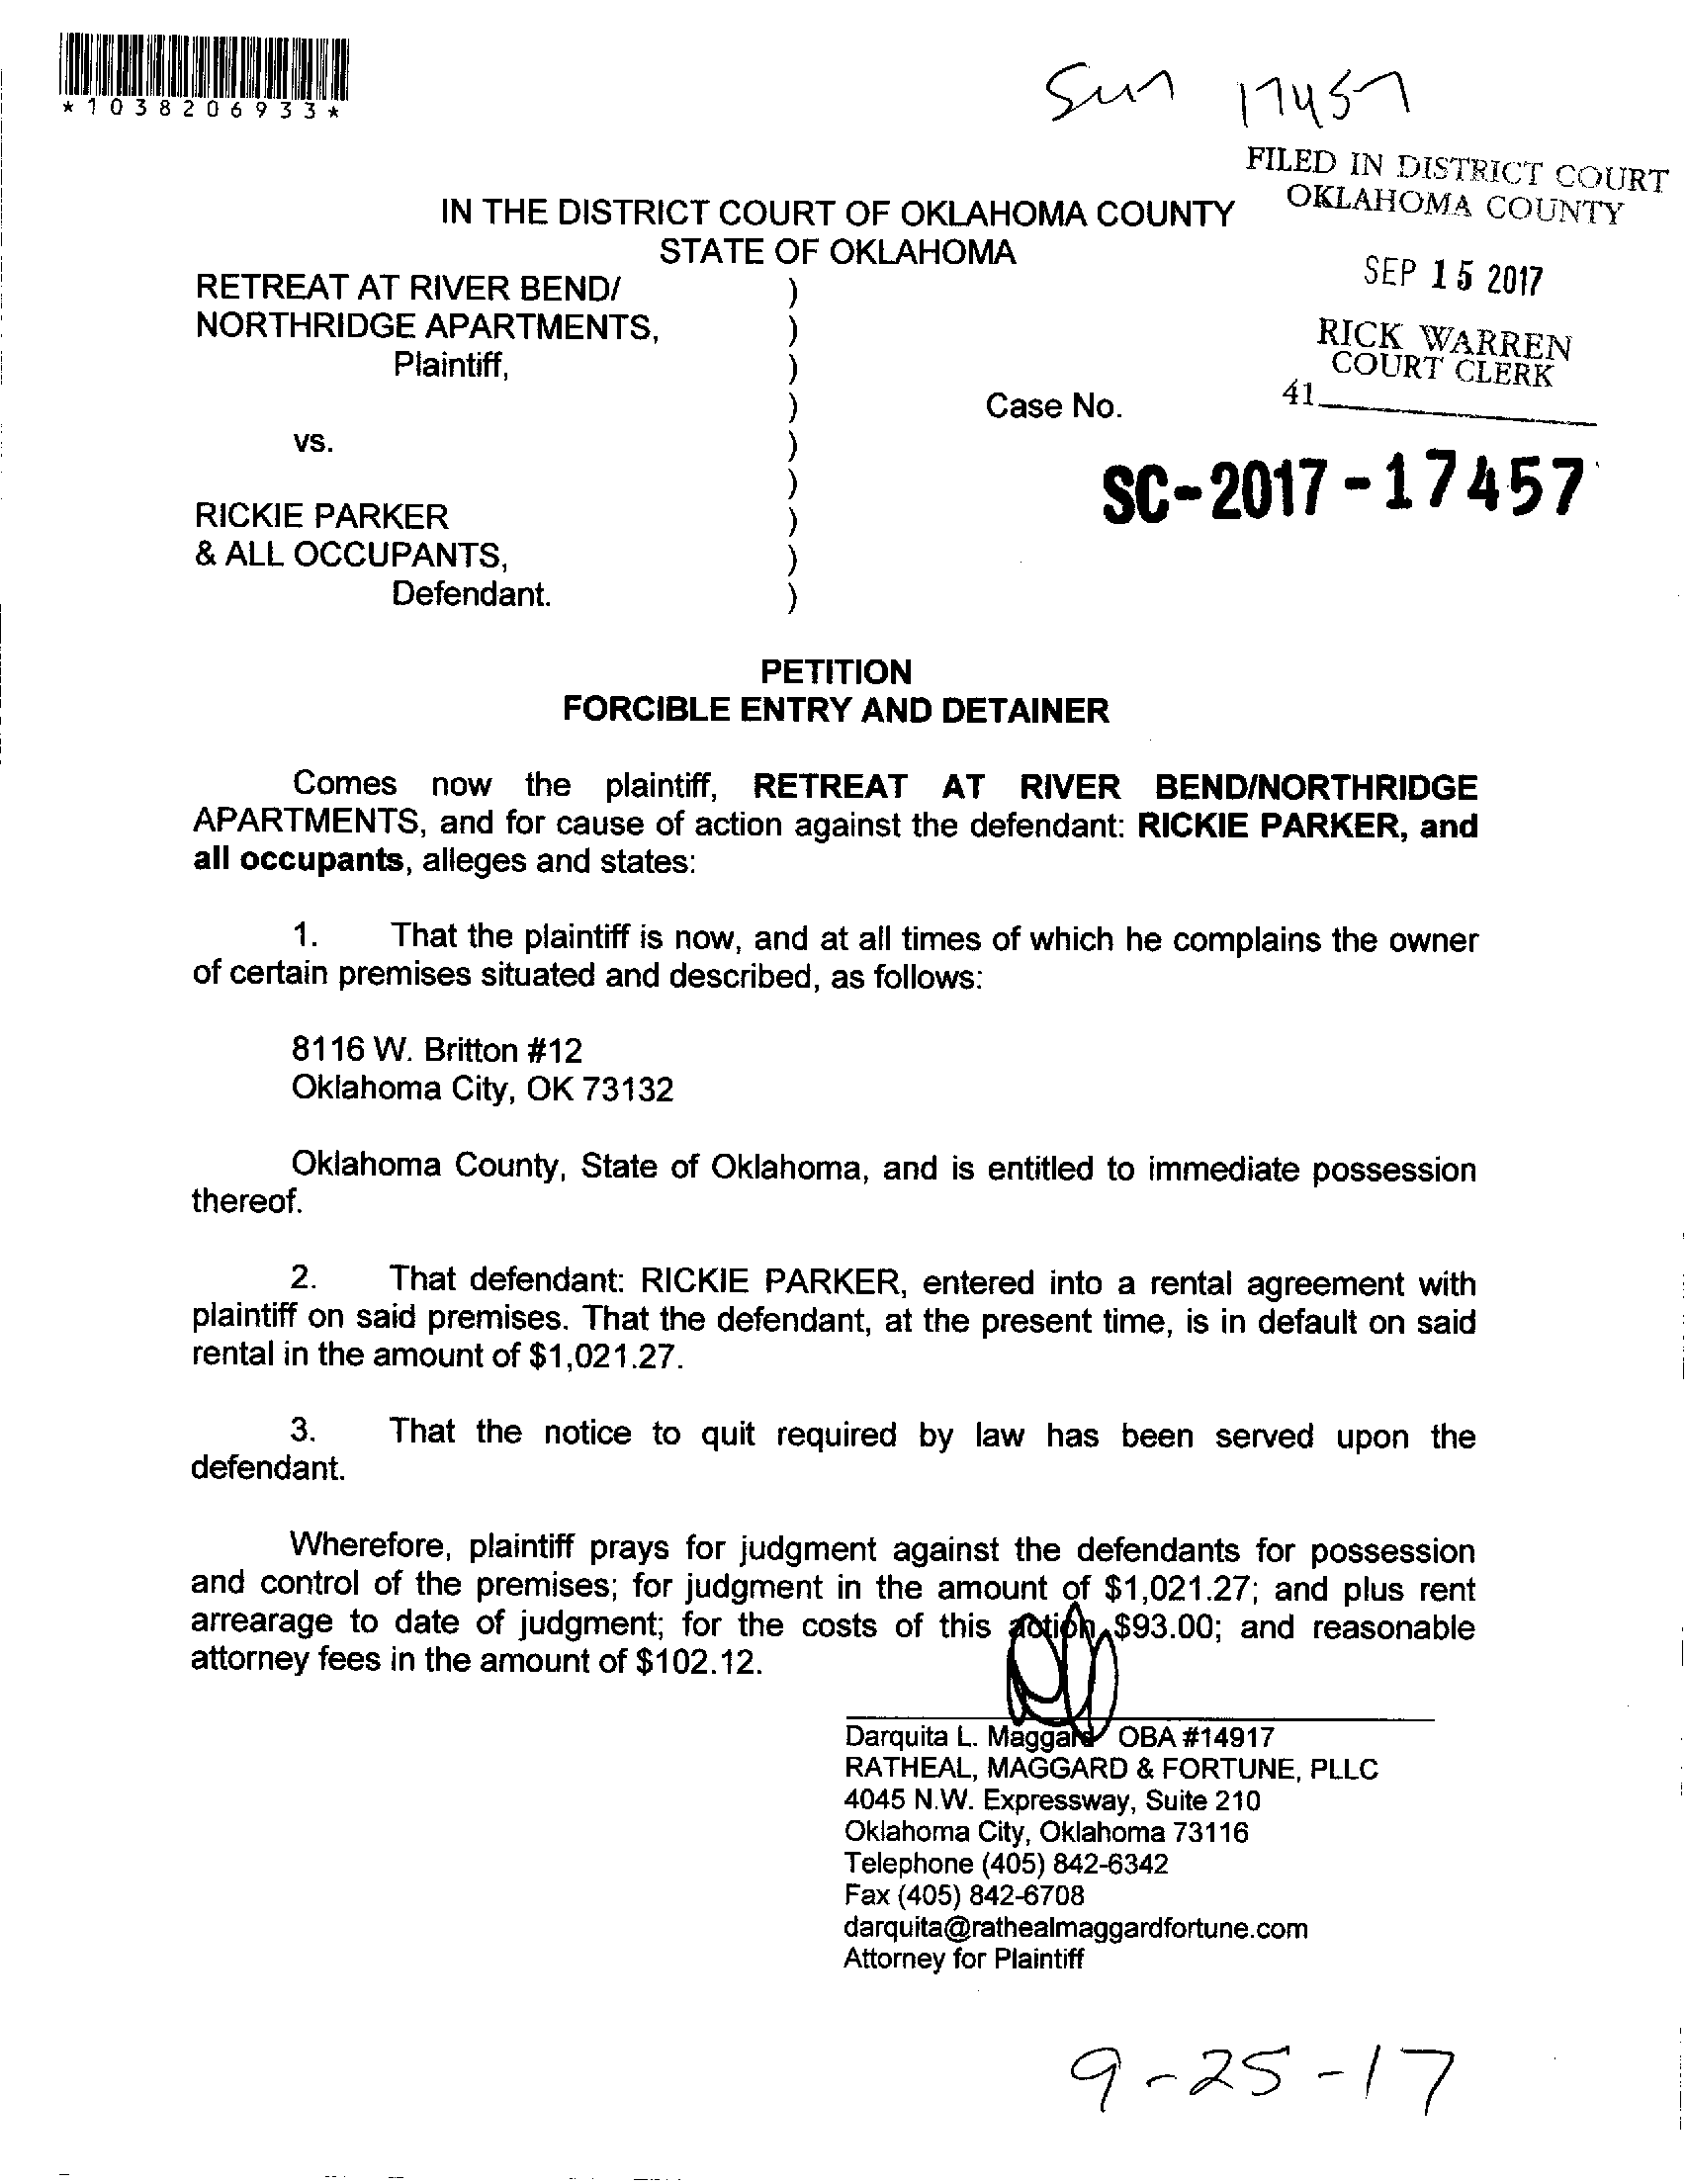 *1038206933*
Sum 17457
FILED IN DISTRICT COURT
OKLAHOMA COUNTY
IN THE DISTRICT COURT OF OKLAHOMA COUNTY
STATE OF OKLAHOMA
SEP 15 2017
RICK WARREN
COURT CLERK
41
RETREAT AT RIVER BEND/ )
NORTHRIDGE APARTMENTS, )
Plaintiff, )
) Case No.
vs. )
) SC-2017-17457
RICKIE PARKER )
& ALL OCCUPANTS, )
Defendant. )
PETITION
FORCIBLE ENTRY AND DETAINER
Comes now the plaintiff, RETREAT AT RIVER BEND/NORTHRIDGE
APARTMENTS, and for cause of action against the defendant: RICKIE PARKER, and
all occupants, alleges and states:
1. That the plaintiff is now, and at all times of which he complains the owner
of certain premises situated and described, as follows:
8116 W. Britton #12
Oklahoma City, OK 73132
Oklahoma County, State of Oklahoma, and is entitled to immediate possession
thereof.
2. That defendant: RICKIE PARKER, entered into a rental agreement with
plaintiff on said premises. That the defendant, at the present time, is in default on said
rental in the amount of $1,021.27.
3. That the notice to quit required by law has been served upon the
defendant.
Wherefore, plaintiff prays for judgment against the defendants for possession
and control of the premises; for judgment in the amount of $1,021.27; and plus rent
arrearage to date of judgment; for the costs of this action, $93.00; and reasonable
attorney fees in the amount of $102.12.
Darquita L. Maggard OBA #14917
RATHEAL, MAGGARD & FORTUNE, PLLC
4045 N.W. Expressway, Suite 210
Oklahoma City, Oklahoma 73116
Telephone (405) 842-6342
Fax (405) 842-6708
darquita@rathealmaggardfortune.com
Attorney for Plaintiff
9-25-17